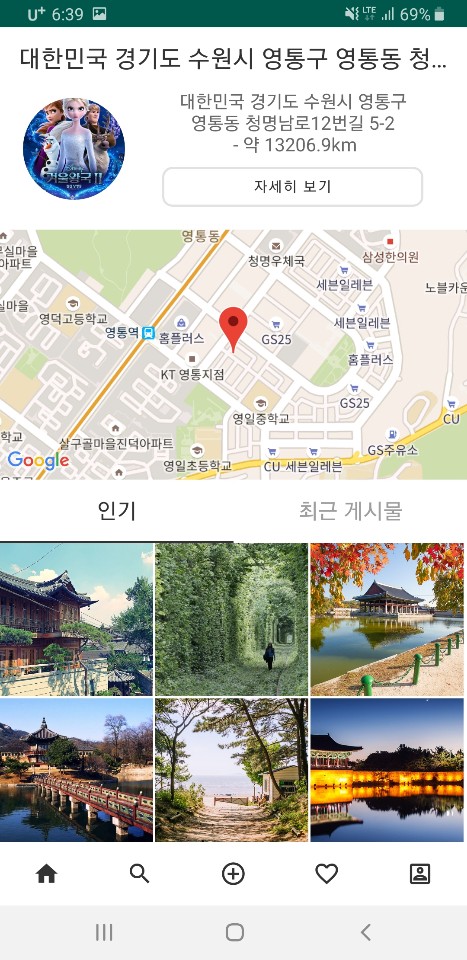 U+ 6:39 LTE 69%
대한민국 경기도 수원시 영통구 영통동 청...
겨울왕국 II
대한민국 경기도 수원시 영통구
영통동 청명남로12번길 5-2
- 약 13206.9km
자세히 보기
영통동
청명우체국
삼성한의원
아파트
세븐일레븐
노블카운
영덕고등학교
세븐일레븐
영통역
홈플러스
GS25
홈플러스
KT 영통지점
GS25
영일중학교
CU
학교
살구골마을진덕아파트
GS주유소
Google
영일초등학교
CU 세븐일레븐
인기
최근 게시물